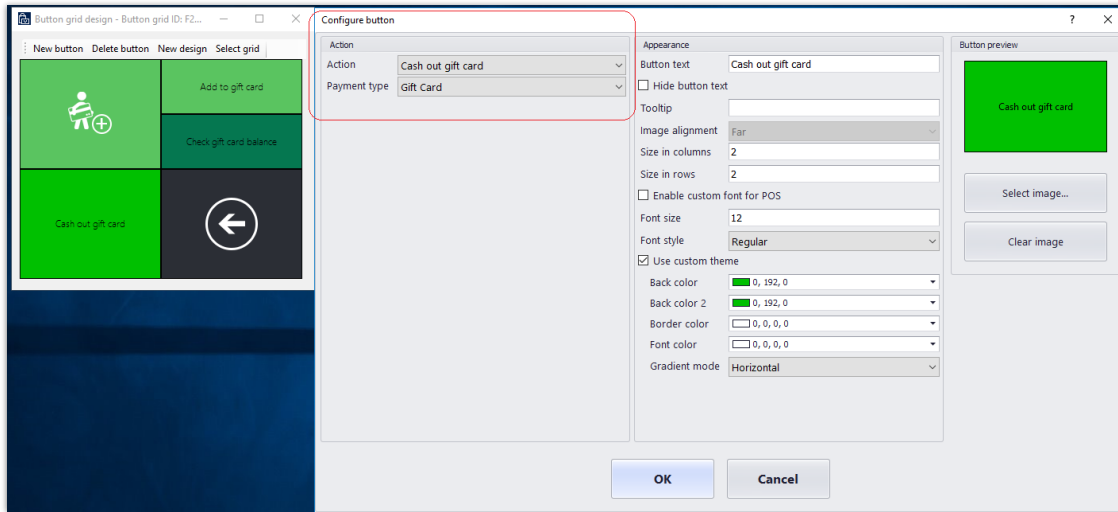 Button grid design - Button grid ID: F2...
New button Delete button New design Select grid
Add to gift card
Check gift card balance
Cash out gift card
Configure button
Action
Action Cash out gift card
Payment type Gift Card
Appearance
Button text Cash out gift card
Hide button text
Tooltip
Image alignment Far
Size in columns 2
Size in rows 2
Enable custom font for POS
Font size 12
Font style Regular
Use custom theme
Back color 0, 192, 0
Back color 2 0, 192, 0
Border color 0, 0, 0, 0
Font color 0, 0, 0, 0
Gradient mode Horizontal
Button preview
Cash out gift card
Select image...
Clear image
OK Cancel